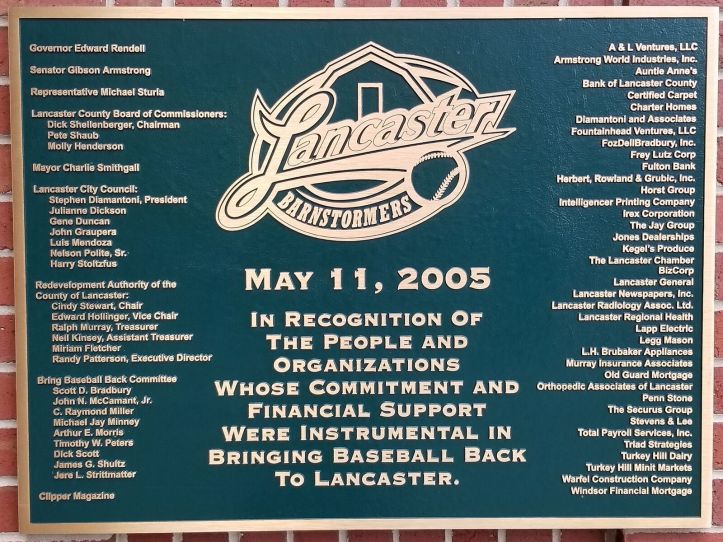 Governor Edward Rendell
Senator Gibson Armstrong
Representative Michael Sturla
Lancaster County Board of Commissioners:
Dick Shellenberger, Chairman
Pete Shaub
Molly Henderson
Mayor Charlie Smithgall
Lancaster City Council:
Stephen Diamantoni, President
Julianne Dickson
Gene Duncan
John Graupera
Luis Mendoza
Nelson Polite, Sr.
Harry Stoltzfus
Redevelopment Authority of the
County of Lancaster:
Cindy Stewart, Chair
Edward Hollinger, Vice Chair
Ralph Murray, Treasurer
Neil Kinsey, Assistant Treasurer
Miriam Fletcher
Randy Patterson, Executive Director
Bring Baseball Back Committee
Scott D. Bradbury
John N. McCamant, Jr.
C. Raymond Miller
Michael Jay Minney
Arthur E. Morris
Timothy W. Peters
Dick Scott
James G. Shultz
Jere L. Strittmatter
Clipper Magazine
Lancaster
BARNSTORMERS
May 11, 2005
In Recognition Of
The People and
Organizations
Whose Commitment and
Financial Support
Were Instrumental in
Bringing Baseball Back
To Lancaster.
A & L Ventures, LLC
Armstrong World Industries, Inc.
Auntie Anne's
Bank of Lancaster County
Certified Carpet
Charter Homes
Diamantoni and Associates
Fountainhead Ventures, LLC
FozDeliBradbury, Inc.
Frey Lutz Corp
Fulton Bank
Herbert, Rowland & Grubic, Inc.
Horst Group
Intelligencer Printing Company
Irex Corporation
The Jay Group
Jones Dealerships
Kegel's Produce
The Lancaster Chamber
BizCorp
Lancaster General
Lancaster Newspapers, Inc.
Lancaster Radiology Assoc. Ltd.
Lancaster Regional Health
Lapp Electric
Legg Mason
L.H. Brubaker Appliances
Murray Insurance Associates
Old Guard Mortgage
Orthopedic Associates of Lancaster
Penn Stone
The Securus Group
Stevens & Lee
Total Payroll Services, Inc.
Triad Strategies
Turkey Hill Dairy
Turkey Hill Minit Markets
Warfel Construction Company
Windsor Financial Mortgage